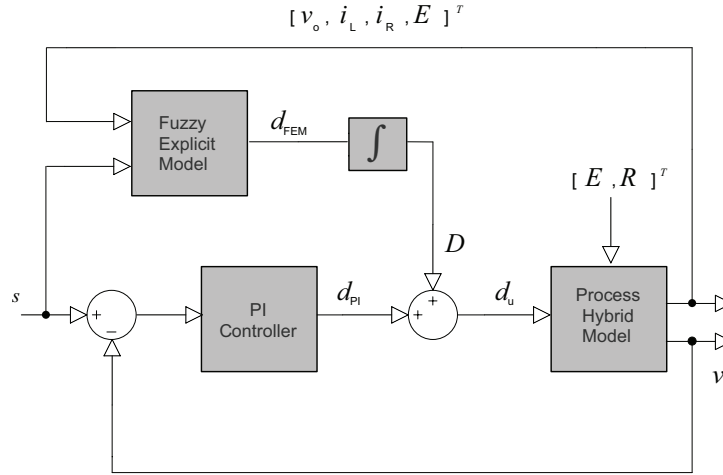 [ v_o , i_L , i_R , E ]^T
Fuzzy
Explicit
Model
d_FEM
∫
[ E , R ]^T
D
s
+
−
PI
Controller
d_PI
+
+
d_u
Process
Hybrid
Model
v